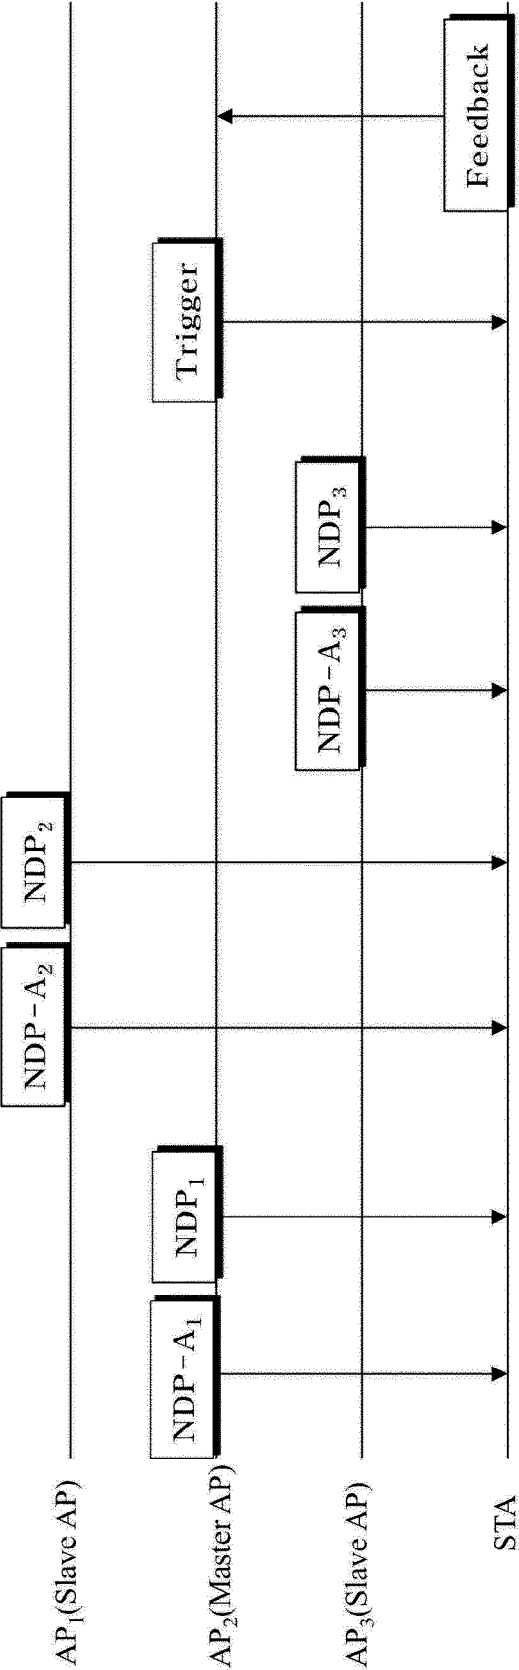 AP₁(Slave AP)
NDP-A₂
NDP₂
AP₂(Master AP)
NDP-A₁
NDP₁
Trigger
AP₃(Slave AP)
NDP-A₃
NDP₃
STA
Feedback